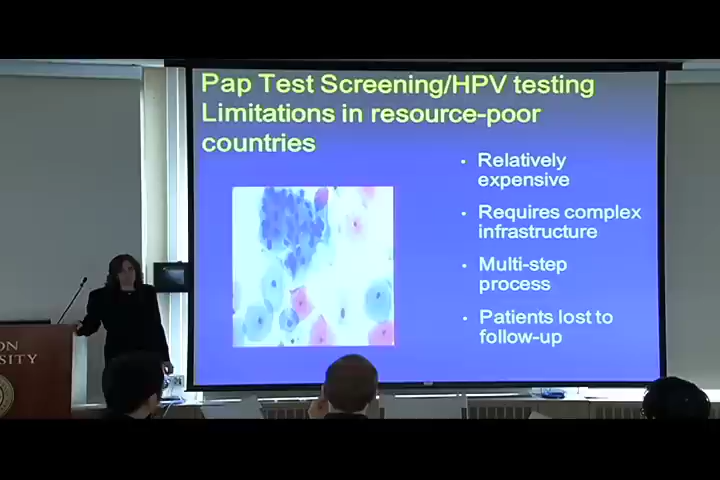 Pap Test Screening/HPV testing
Limitations in resource-poor
countries
• Relatively
expensive
• Requires complex
infrastructure
• Multi-step
process
• Patients lost to
follow-up